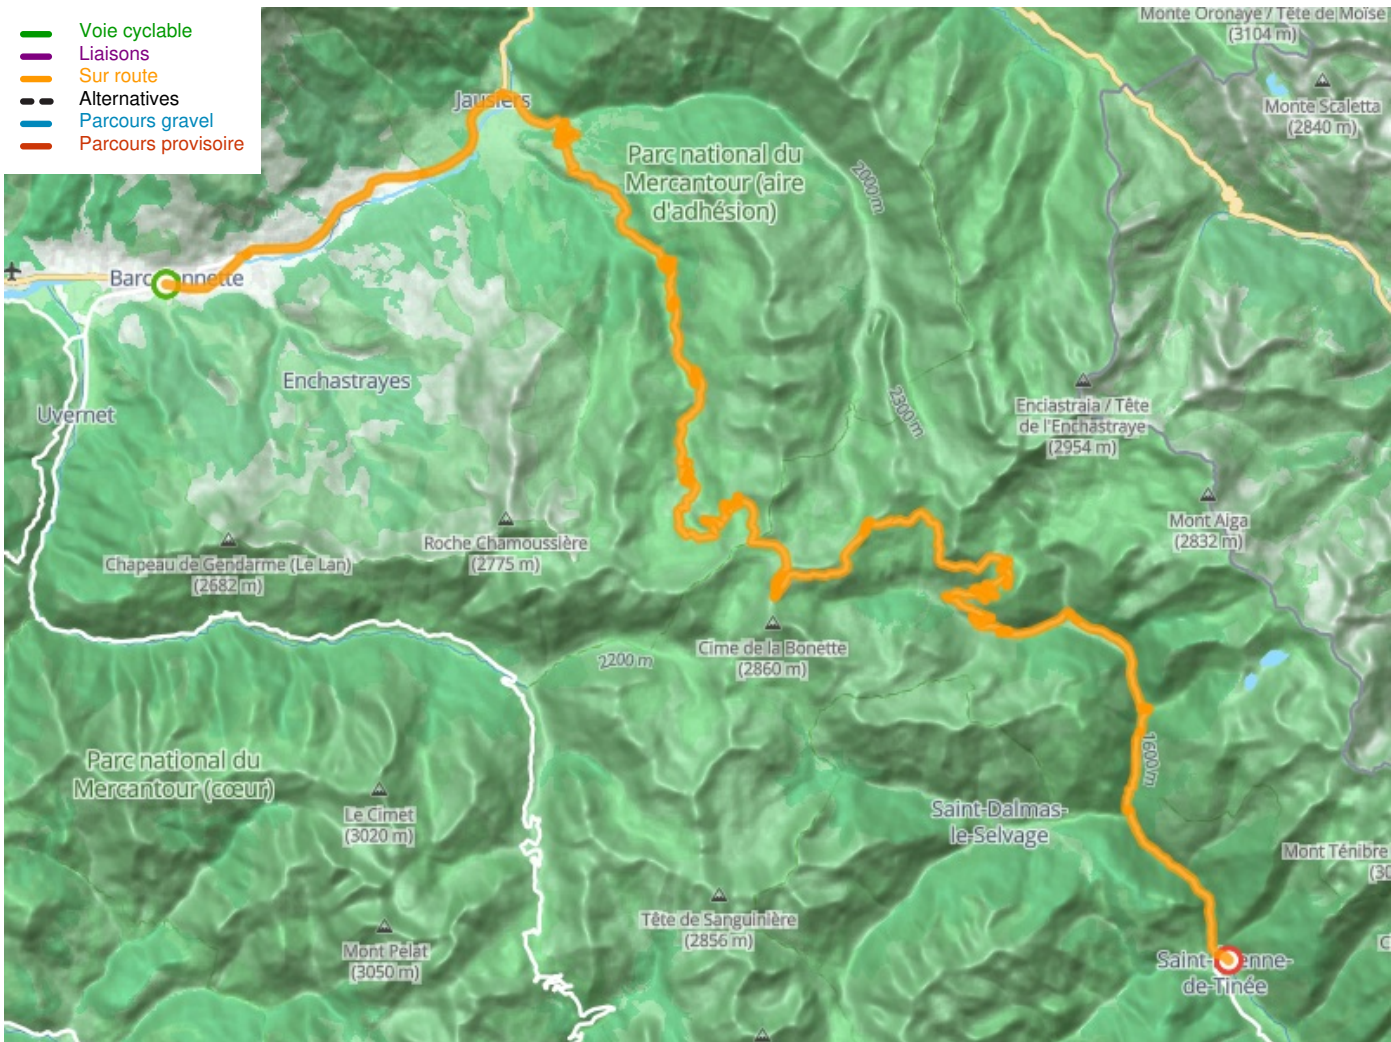 Voie cyclable
Liaisons
Sur route
Alternatives
Parcours gravel
Parcours provisoire
Monte Oronaye / Tête de Moïse
(3104 m)
Monte Scaletta
(2840 m)
Jausiers
Parc national du
Mercantour (aire
d'adhésion)
2000 m
Enchastrayes
Uvernet
2300 m
Enciastraia / Tête
de l'Enchastraye
(2954 m)
Mont Aiga
(2832 m)
Roche Chamoussière
(2775 m)
Chapeau de Gendarme (Le Lan)
(2682 m)
Cime de la Bonette
(2860 m)
2200 m
Parc national du
Mercantour (cœur)
1600 m
Le Cimet
(3020 m)
Saint-Dalmas-
le-Selvage
Mont Ténibre
Tête de Sanguinière
(2856 m)
Mont Pelat
(3050 m)
de-Tinée